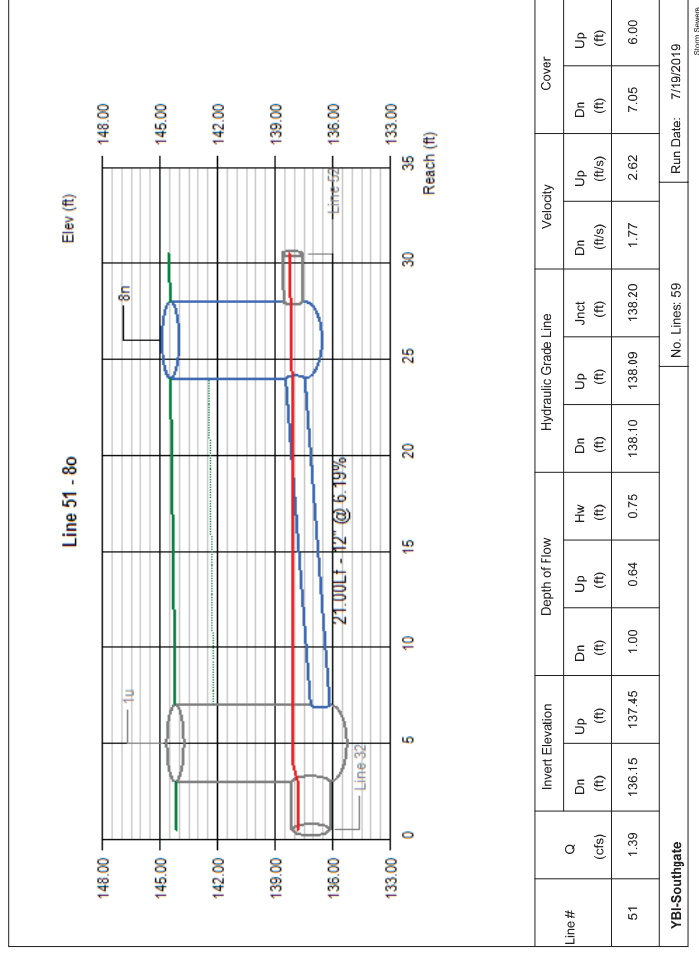 Line 51 - 8o
Elev (ft)
148.00 148.00
145.00 145.00
142.00 142.00
139.00 139.00
136.00 136.00
133.00 133.00
1u
8n
Line 32
21.00Lf - 12" @ 6.19%
Line 52
0 5 10 15 20 25 30 35
Reach (ft)
Line # Q Invert Elevation Depth of Flow Hydraulic Grade Line Velocity Cover
Dn Up Dn Up Hw Dn Up Jnct Dn Up Dn Up
(cfs) (ft) (ft) (ft) (ft) (ft) (ft) (ft) (ft) (ft/s) (ft/s) (ft) (ft)
51 1.39 136.15 137.45 1.00 0.64 0.75 138.10 138.09 138.20 1.77 2.62 7.05 6.00
YBI-Southgate No. Lines: 59 Run Date: 7/19/2019
Storm Sewers